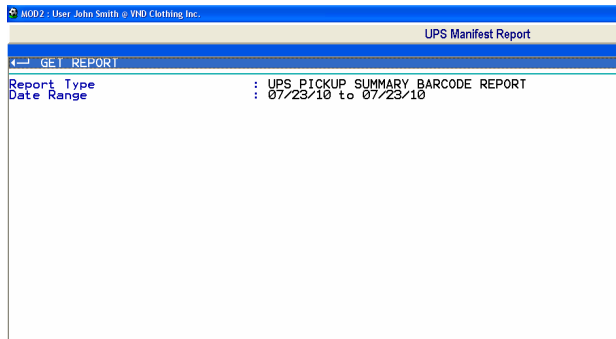 MOD2 : User John Smith @ VND Clothing Inc.
UPS Manifest Report
GET REPORT
Report Type : UPS PICKUP SUMMARY BARCODE REPORT
Date Range : 07/23/10 to 07/23/10